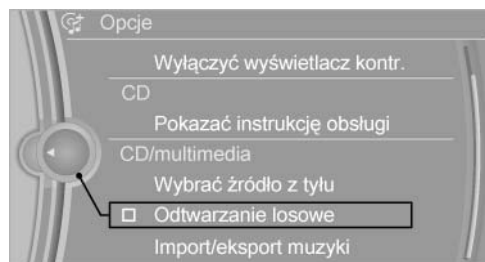 Opcje
Wyłączyć wyświetlacz kontr.
CD
Pokazać instrukcję obsługi
CD/multimedia
Wybrać źródło z tyłu
Odtwarzanie losowe
Import/eksport muzyki